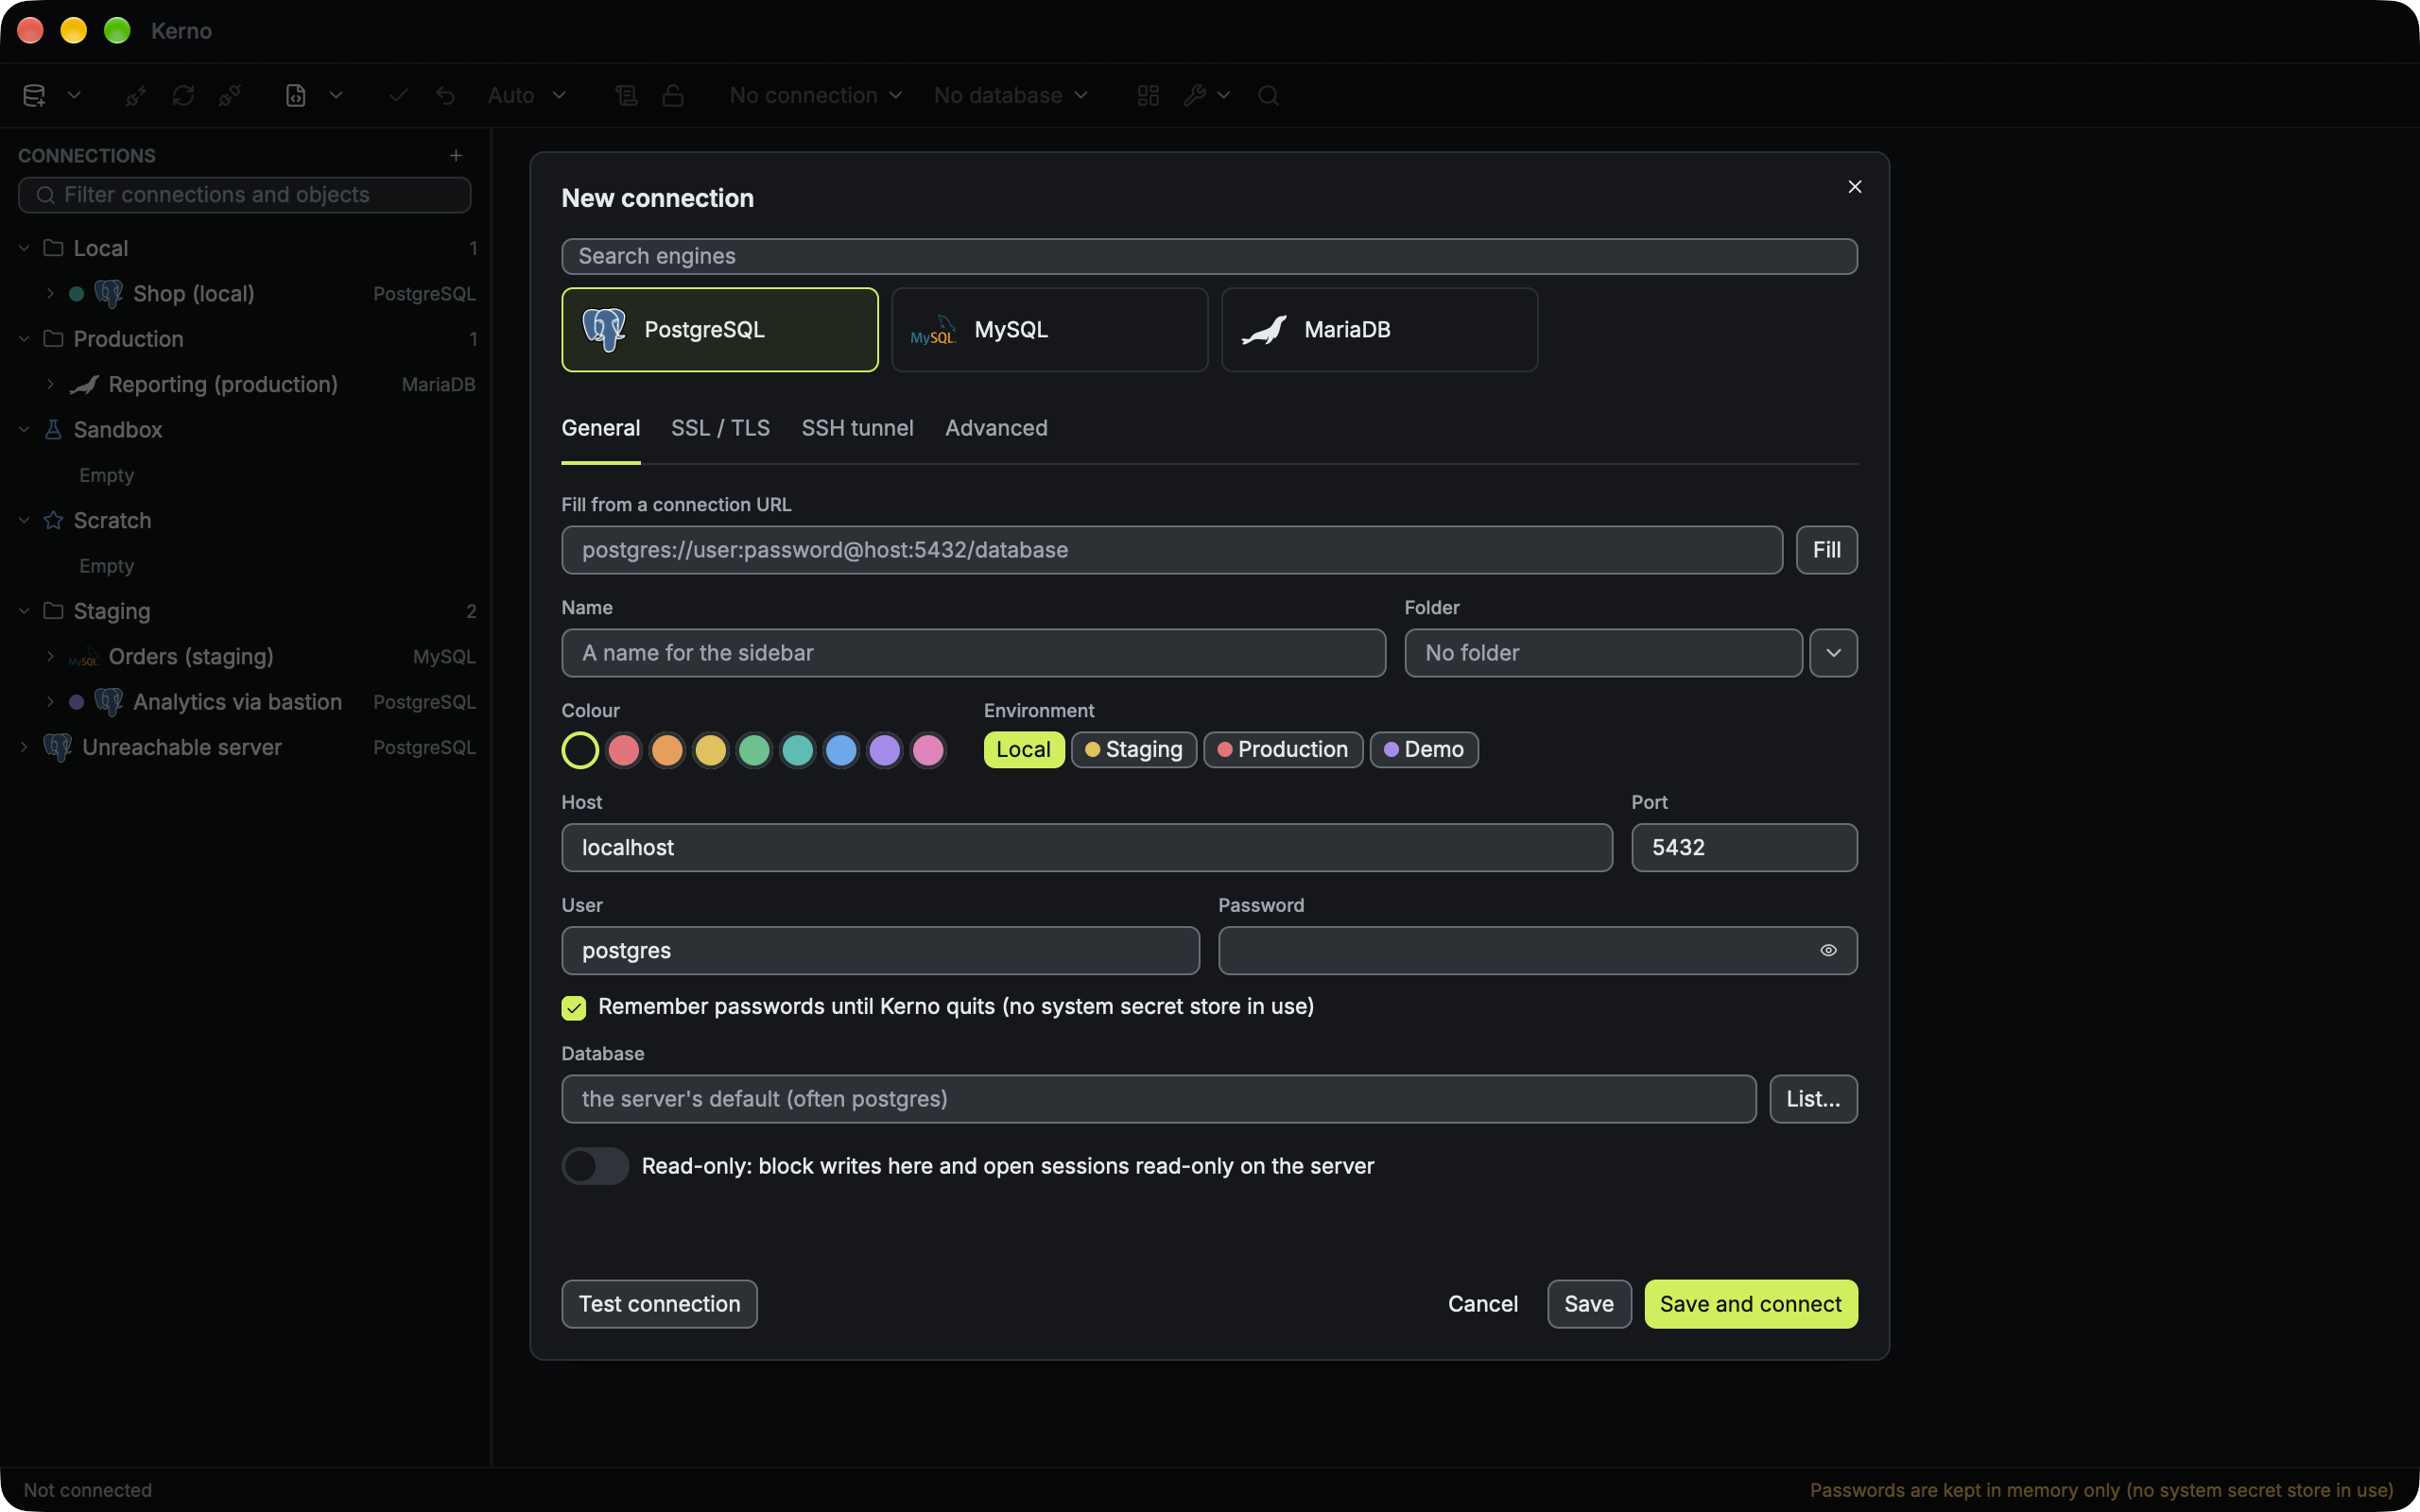 Kerno
Auto
No connection
No database
CONNECTIONS
Filter connections and objects
Local 1
Shop (local) PostgreSQL
Production 1
Reporting (production) MariaDB
Sandbox
Empty
Scratch
Empty
Staging 2
MySQL Orders (staging) MySQL
Analytics via bastion PostgreSQL
Unreachable server PostgreSQL
New connection
Search engines
PostgreSQL
MySQL MySQL
MariaDB
General SSL / TLS SSH tunnel Advanced
Fill from a connection URL
postgres://user:password@host:5432/database Fill
Name Folder
A name for the sidebar No folder
Colour Environment
Local Staging Production Demo
Host Port
localhost 5432
User Password
postgres
Remember passwords until Kerno quits (no system secret store in use)
Database
the server's default (often postgres) List...
Read-only: block writes here and open sessions read-only on the server
Test connection Cancel Save Save and connect
Not connected Passwords are kept in memory only (no system secret store in use)